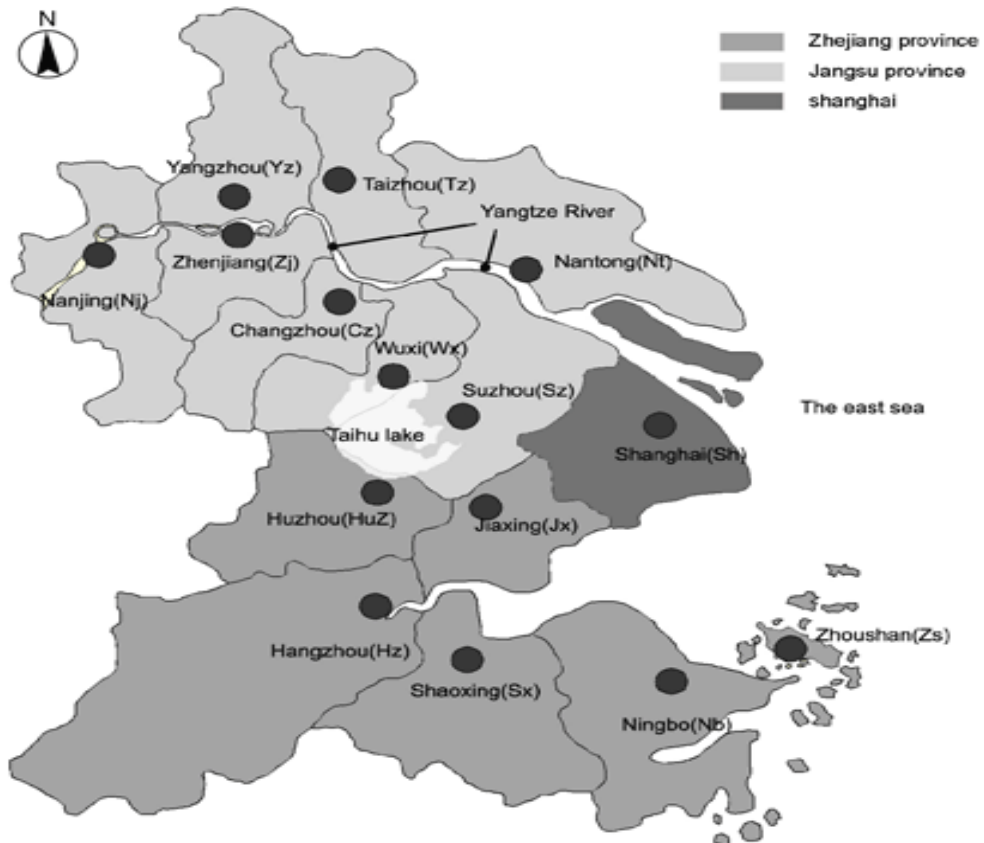 N
Zhejiang province
Jangsu province
shanghai
Yangzhou(Yz)
Taizhou(Tz)
Yangtze River
Zhenjiang(Zj)
Nantong(Nt)
Nanjing(Nj)
Changzhou(Cz)
Wuxi(Wx)
Suzhou(Sz)
The east sea
Taihu lake
Shanghai(Sh)
Huzhou(HuZ)
Jiaxing(Jx)
Zhoushan(Zs)
Hangzhou(Hz)
Shaoxing(Sx)
Ningbo(Nb)